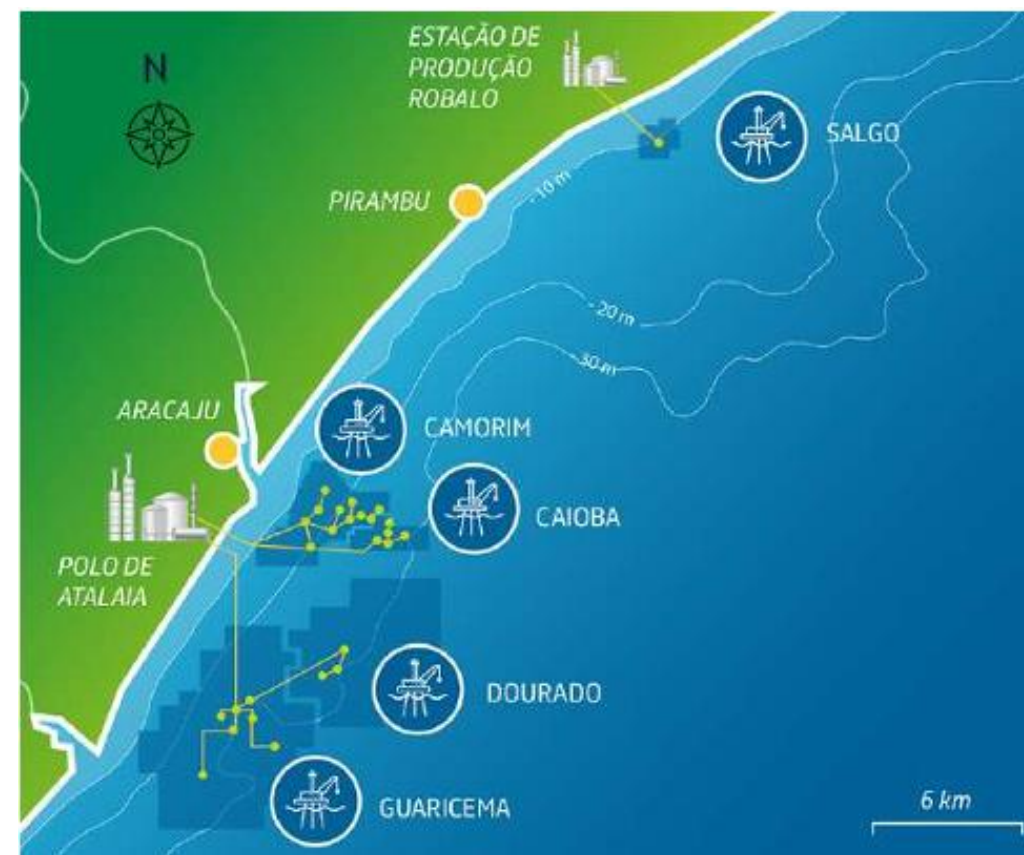 ESTAÇÃO DE
PRODUÇÃO
ROBALO
N
SALGO
PIRAMBU
- 10 m
- 20 m
- 30 m
ARACAJU
CAMORIM
CAIOBA
POLO DE
ATALAIA
DOURADO
GUARICEMA
6 km